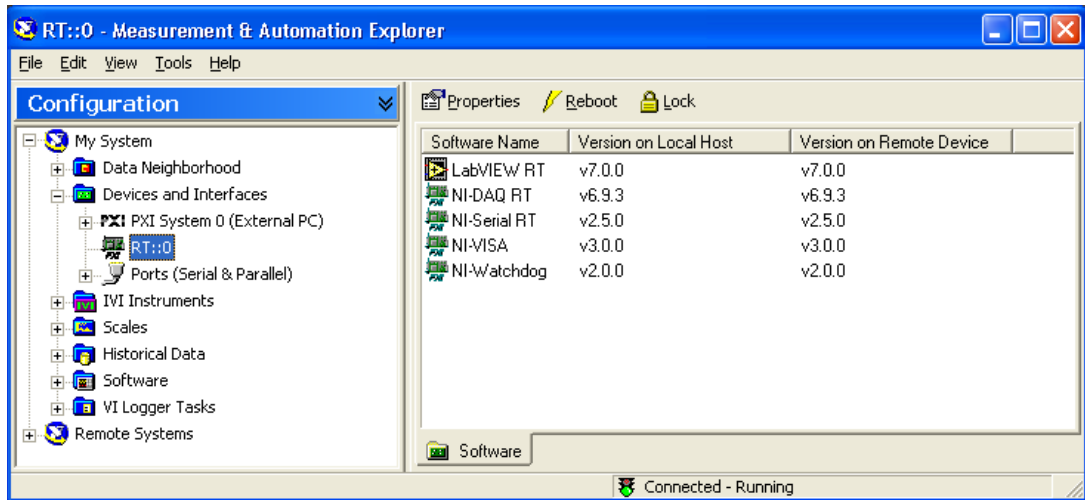 RT::0 - Measurement & Automation Explorer
File Edit View Tools Help
Configuration
My System
Data Neighborhood
Devices and Interfaces
PXI PXI System 0 (External PC)
RT::0
Ports (Serial & Parallel)
IVI IVI Instruments
Scales
Historical Data
Software
VI Logger Tasks
Remote Systems
Properties Reboot Lock
Software Name Version on Local Host Version on Remote Device
LabVIEW RT v7.0.0 v7.0.0
NI-DAQ RT v6.9.3 v6.9.3
NI-Serial RT v2.5.0 v2.5.0
NI-VISA v3.0.0 v3.0.0
NI-Watchdog v2.0.0 v2.0.0
Software
Connected - Running